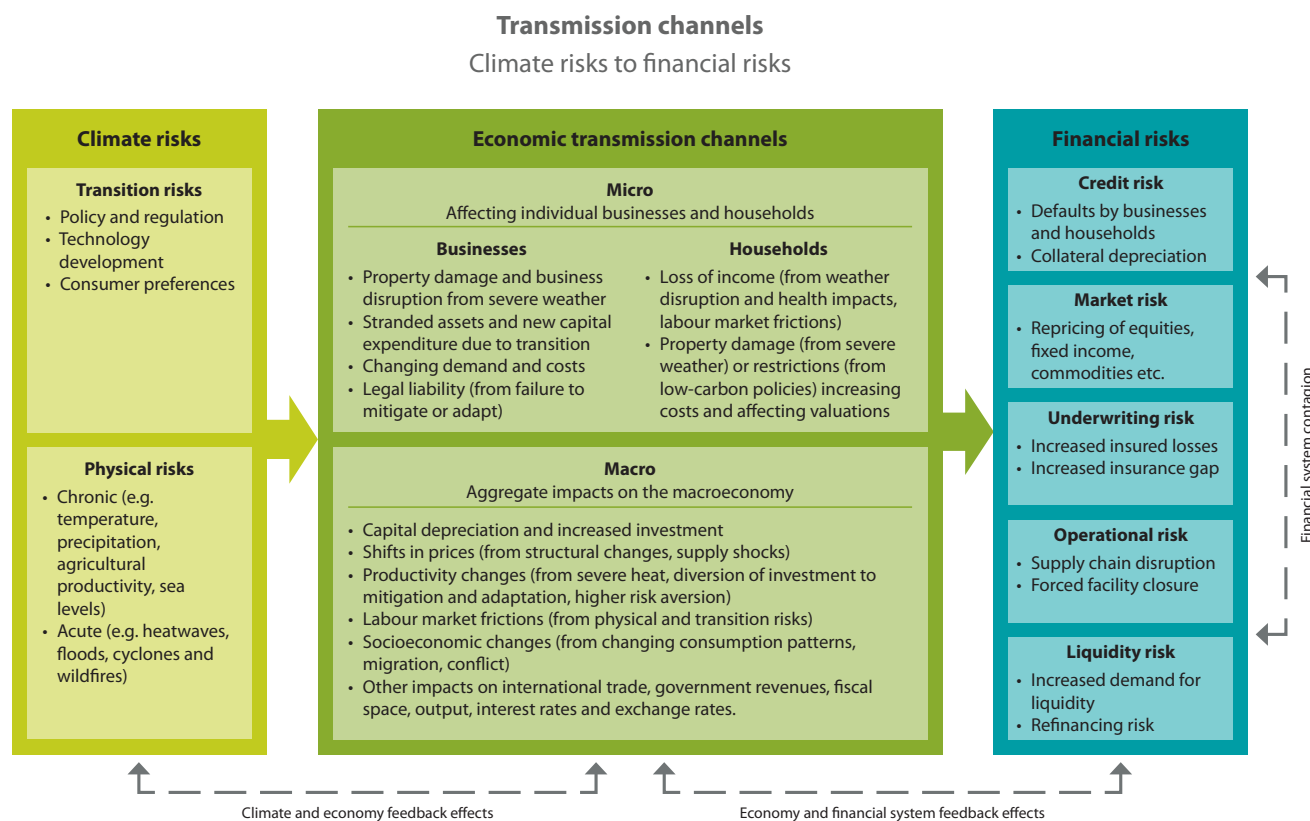 Transmission channels
Climate risks to financial risks
Climate risks
Transition risks
• Policy and regulation
• Technology
development
• Consumer preferences
Physical risks
• Chronic (e.g.
temperature,
precipitation,
agricultural
productivity, sea
levels)
• Acute (e.g. heatwaves,
floods, cyclones and
wildfires)
Economic transmission channels
Micro
Affecting individual businesses and households
Businesses
• Property damage and business
disruption from severe weather
• Stranded assets and new capital
expenditure due to transition
• Changing demand and costs
• Legal liability (from failure to
mitigate or adapt)
Households
• Loss of income (from weather
disruption and health impacts,
labour market frictions)
• Property damage (from severe
weather) or restrictions (from
low-carbon policies) increasing
costs and affecting valuations
Macro
Aggregate impacts on the macroeconomy
• Capital depreciation and increased investment
• Shifts in prices (from structural changes, supply shocks)
• Productivity changes (from severe heat, diversion of investment to
mitigation and adaptation, higher risk aversion)
• Labour market frictions (from physical and transition risks)
• Socioeconomic changes (from changing consumption patterns,
migration, conflict)
• Other impacts on international trade, government revenues, fiscal
space, output, interest rates and exchange rates.
Financial risks
Credit risk
• Defaults by businesses
and households
• Collateral depreciation
Market risk
• Repricing of equities,
fixed income,
commodities etc.
Underwriting risk
• Increased insured losses
• Increased insurance gap
Operational risk
• Supply chain disruption
• Forced facility closure
Liquidity risk
• Increased demand for
liquidity
• Refinancing risk
Financial system contagion
Climate and economy feedback effects
Economy and financial system feedback effects